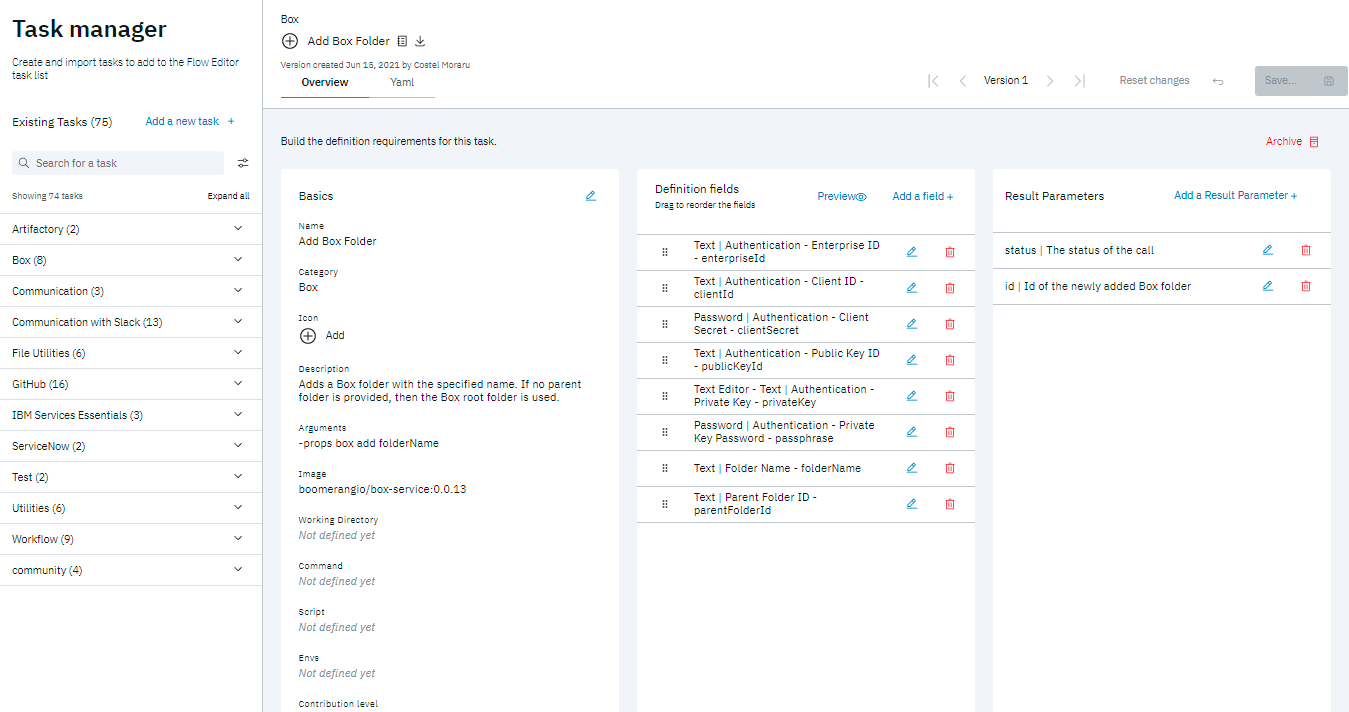 Task manager
Create and import tasks to add to the Flow Editor
task list
Existing Tasks (75)
Add a new task +
Search for a task
Showing 74 tasks
Expand all
Artifactory (2)
Box (8)
Communication (3)
Communication with Slack (13)
File Utilities (6)
GitHub (16)
IBM Services Essentials (3)
ServiceNow (2)
Test (2)
Utilities (6)
Workflow (9)
community (4)
Box
Add Box Folder
Version created Jun 15, 2021 by Costel Moraru
Overview
Yaml
Version 1
Reset changes
Save...
Build the definition requirements for this task.
Archive
Basics
Name
Add Box Folder
Category
Box
Icon
Add
Description
Adds a Box folder with the specified name. If no parent
folder is provided, then the Box root folder is used.
Arguments
-props box add folderName
Image
boomerangio/box-service:0.0.13
Working Directory
Not defined yet
Command
Not defined yet
Script
Not defined yet
Envs
Not defined yet
Contribution level
Definition fields
Drag to reorder the fields
Preview
Add a field +
Text | Authentication - Enterprise ID
- enterpriseId
Text | Authentication - Client ID -
clientId
Password | Authentication - Client
Secret - clientSecret
Text | Authentication - Public Key ID
- publicKeyId
Text Editor - Text | Authentication -
Private Key - privateKey
Password | Authentication - Private
Key Password - passphrase
Text | Folder Name - folderName
Text | Parent Folder ID -
parentFolderId
Result Parameters
Add a Result Parameter +
status | The status of the call
id | Id of the newly added Box folder